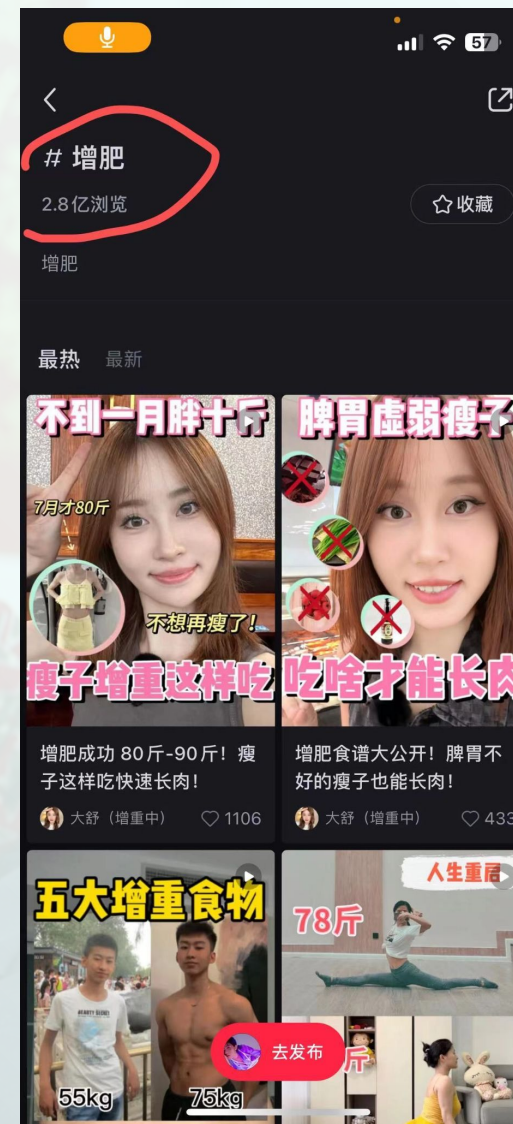 57
# 增肥
2.8亿浏览
收藏
增肥
最热 最新
不到一月胖十斤
7月才80斤
不想再瘦了!
瘦子增重这样吃
脾胃虚弱瘦子
吃啥才能长肉
增肥成功 80斤-90斤!瘦
子这样吃快速长肉!
大舒(增重中) 1106
增肥食谱大公开!脾胃不
好的瘦子也能长肉!
大舒(增重中) 433
五大增重食物
55kg
75kg
人生重启
78斤
斤
去发布